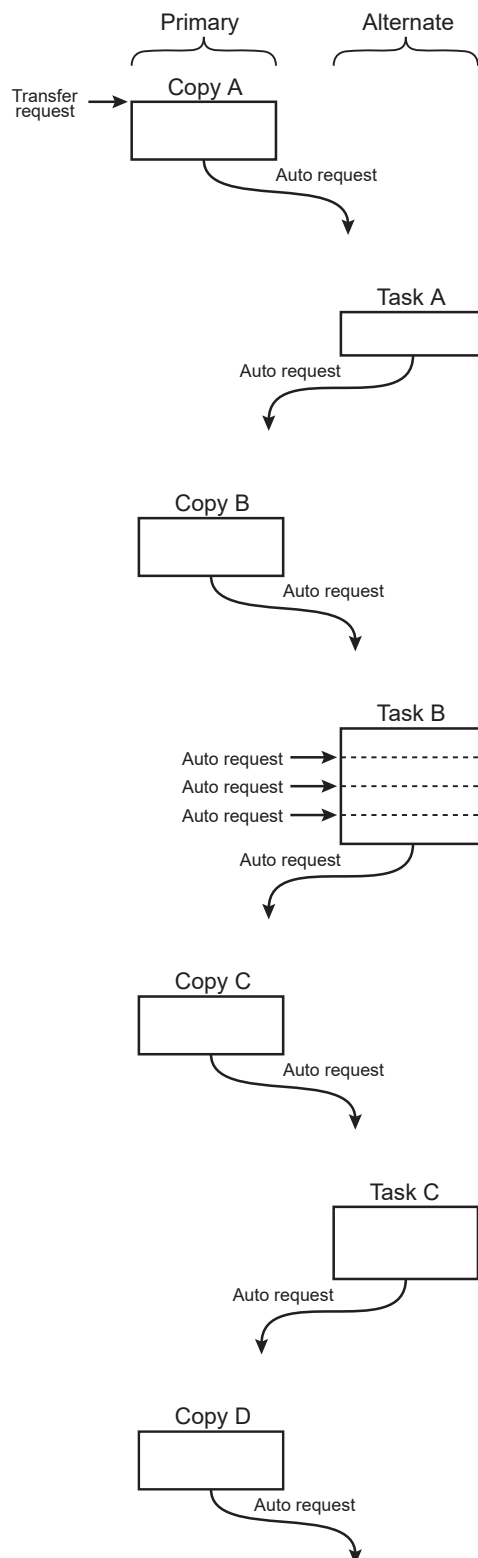 Primary
Alternate
Copy A
Transfer
request
Auto request
Task A
Auto request
Copy B
Auto request
Task B
Auto request
Auto request
Auto request
Auto request
Copy C
Auto request
Task C
Auto request
Copy D
Auto request